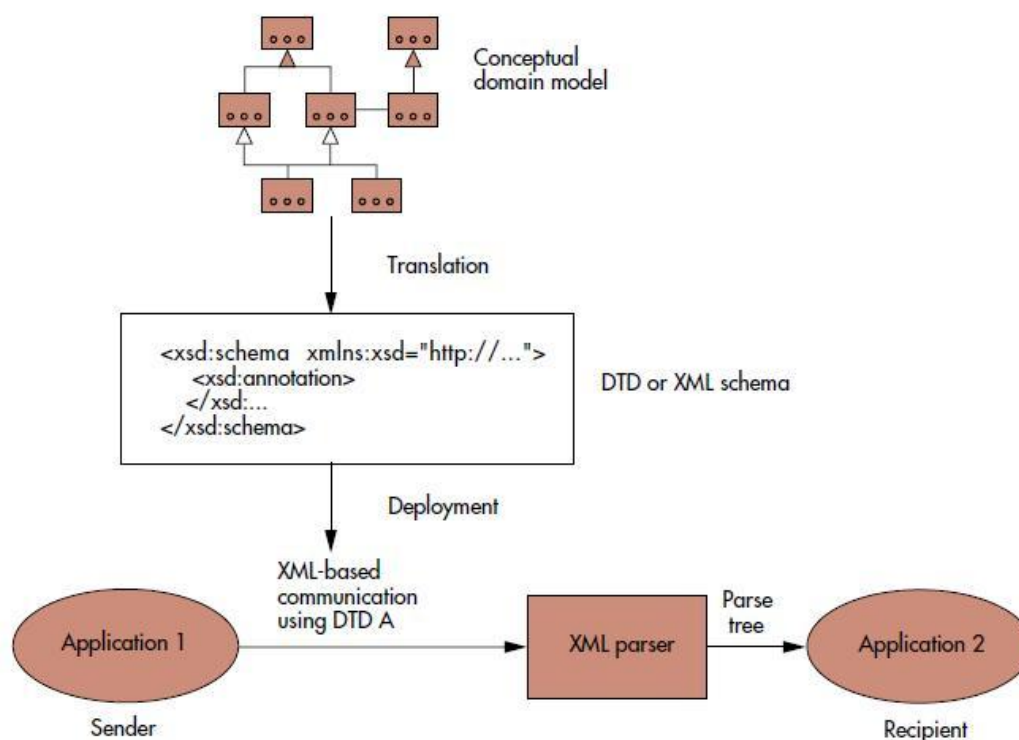 Conceptual
domain model
Translation
<xsd:schema xmlns:xsd="http://...">
<xsd:annotation>
</xsd:...
</xsd:schema>
DTD or XML schema
Deployment
XML-based
communication
using DTD A
Application 1
XML parser
Parse
tree
Application 2
Sender
Recipient